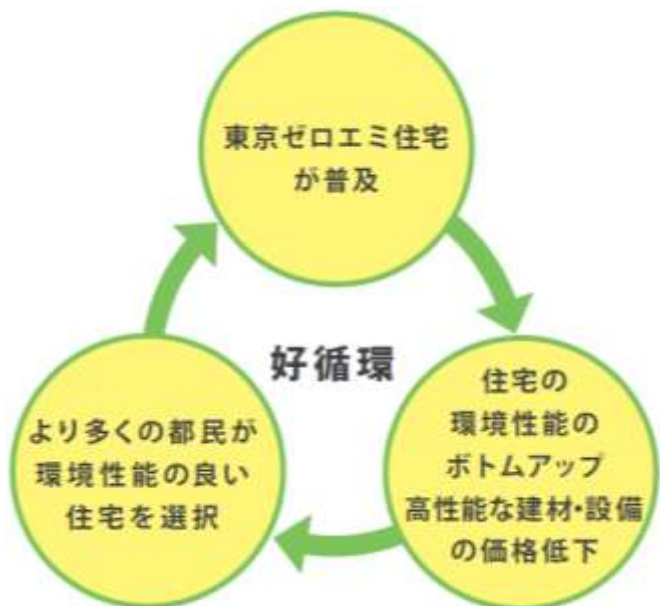 東京ゼロエミ住宅
が普及
好循環
住宅の
環境性能の
ボトムアップ
高性能な建材・設備
の価格低下
より多くの都民が
環境性能の良い
住宅を選択